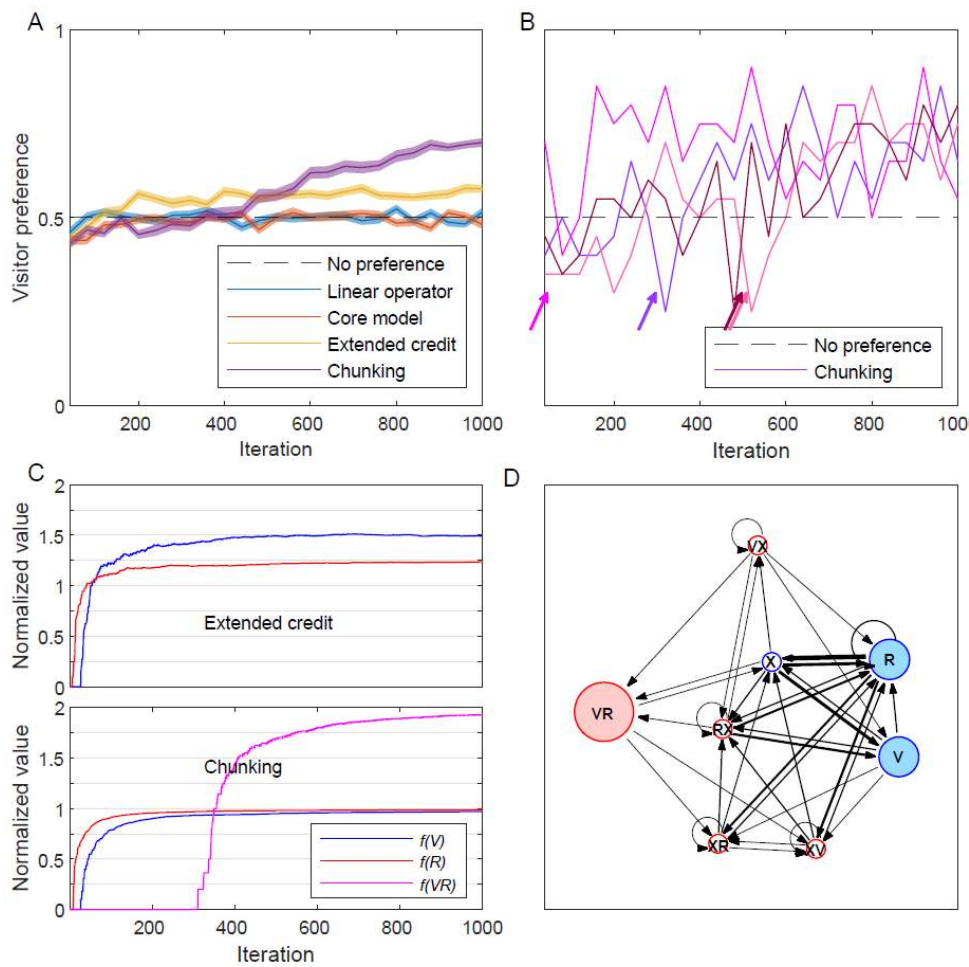 A
1
Visitor preference
0.5
0
No preference
Linear operator
Core model
Extended credit
Chunking
200
400
600
800
1000
Iteration
B
No preference
Chunking
200
400
600
800
100
Iteration
C
2
Normalized value
1.5
1
0.5
0
Extended credit
2
Normalized value
1.5
1
0.5
0
Chunking
f(V)
f(R)
f(VR)
200
400
600
800
1000
Iteration
D
VX
X
R
VR
RX
V
XR
XV